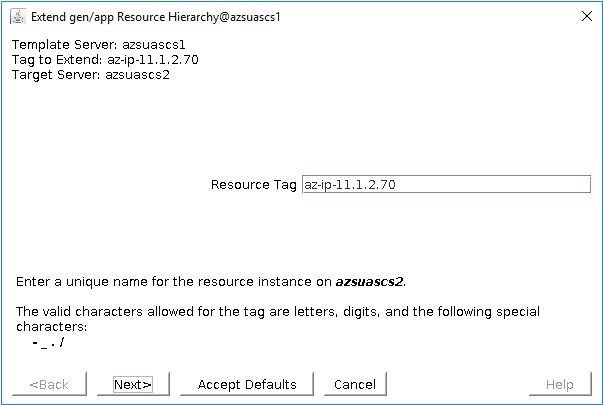 Extend gen/app Resource Hierarchy@azsuascs1
Template Server: azsuascs1
Tag to Extend: az-ip-11.1.2.70
Target Server: azsuascs2
Resource Tag az-ip-11.1.2.70
Enter a unique name for the resource instance on azsuascs2.
The valid characters allowed for the tag are letters, digits, and the following special
characters:
- _ . /
<Back Next> Accept Defaults Cancel Help